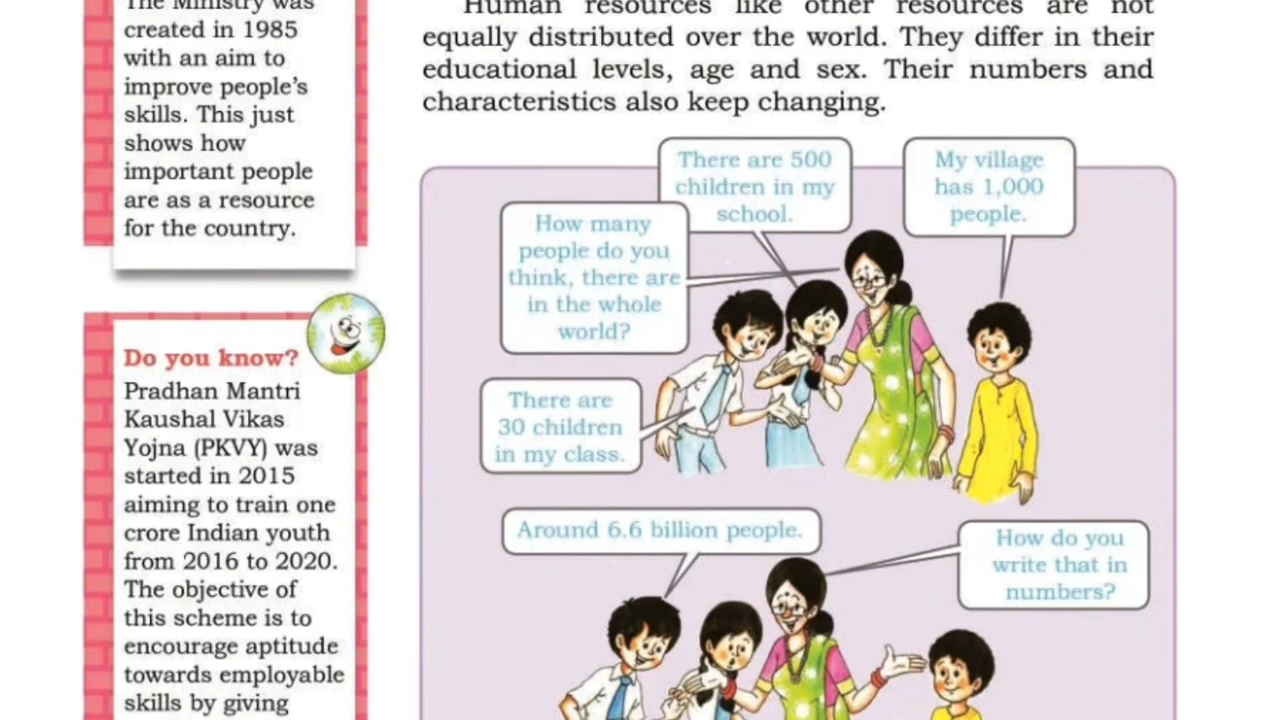 The Ministry was
created in 1985
with an aim to
improve people's
skills. This just
shows how
important people
are as a resource
for the country.
Do you know?
Pradhan Mantri
Kaushal Vikas
Yojna (PKVY) was
started in 2015
aiming to train one
crore Indian youth
from 2016 to 2020.
The objective of
this scheme is to
encourage aptitude
towards employable
skills by giving
Human resources like other resources are not
equally distributed over the world. They differ in their
educational levels, age and sex. Their numbers and
characteristics also keep changing.
There are 500
children in my
school.
My village
has 1,000
people.
How many
people do you
think, there are
in the whole
world?
There are
30 children
in my class.
Around 6.6 billion people.
How do you
write that in
numbers?